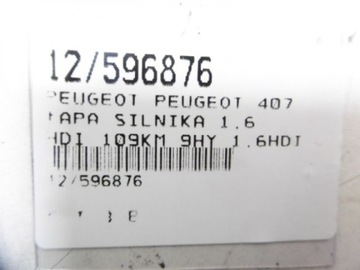 12/596876
PEUGEOT PEUGEOT 407
ŁAPA SILNIKA 1.6
HDI 109KM 9HY 1.6HDI
12/596876